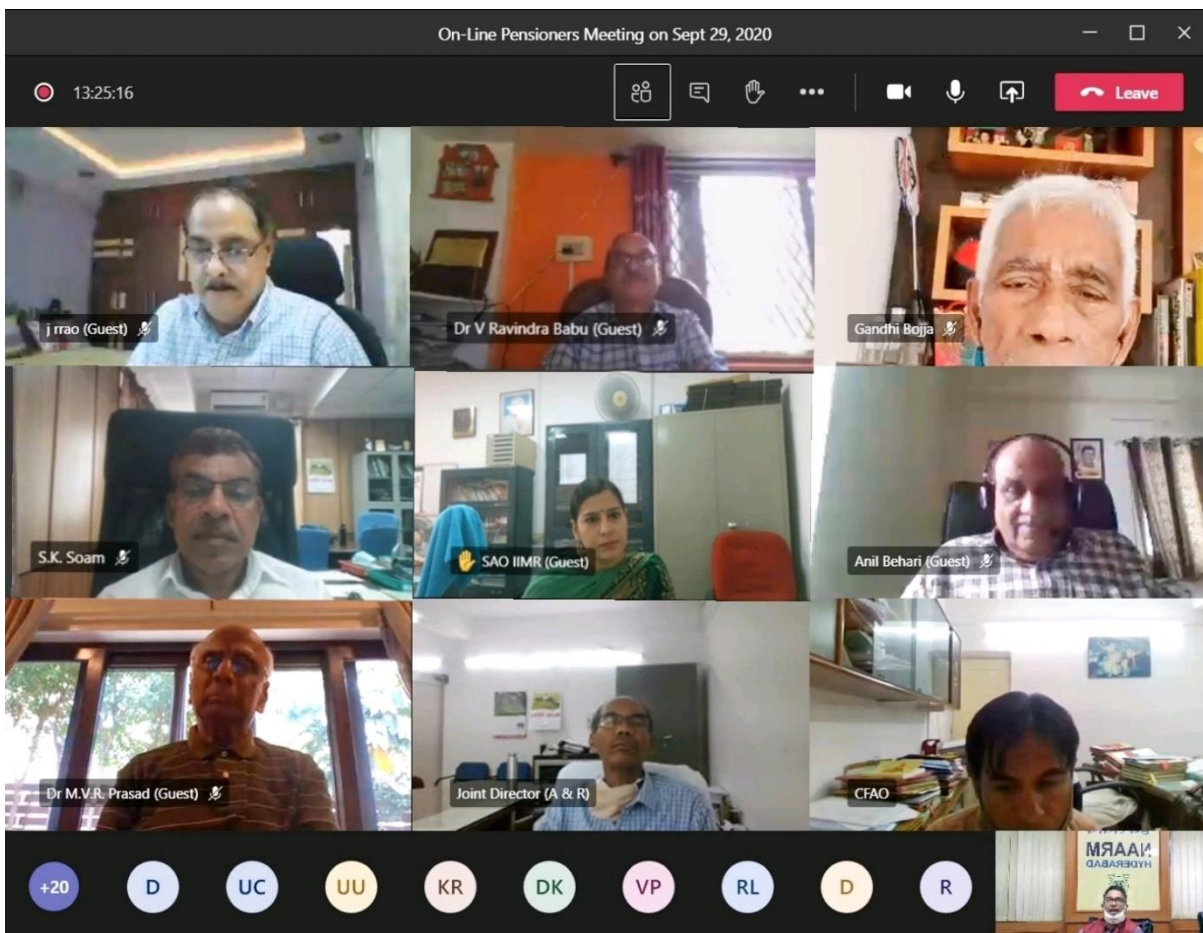 On-Line Pensioners Meeting on Sept 29, 2020
13:25:16
Leave
j rrao (Guest)
Dr V Ravindra Babu (Guest)
Gandhi Bojja
S.K. Soam
SAO IIMR (Guest)
Anil Behari (Guest)
Dr M.V.R. Prasad (Guest)
Joint Director (A & R)
CFAO
+20 D UC UU KR DK VP RL D R
NAARM
HYDERABAD